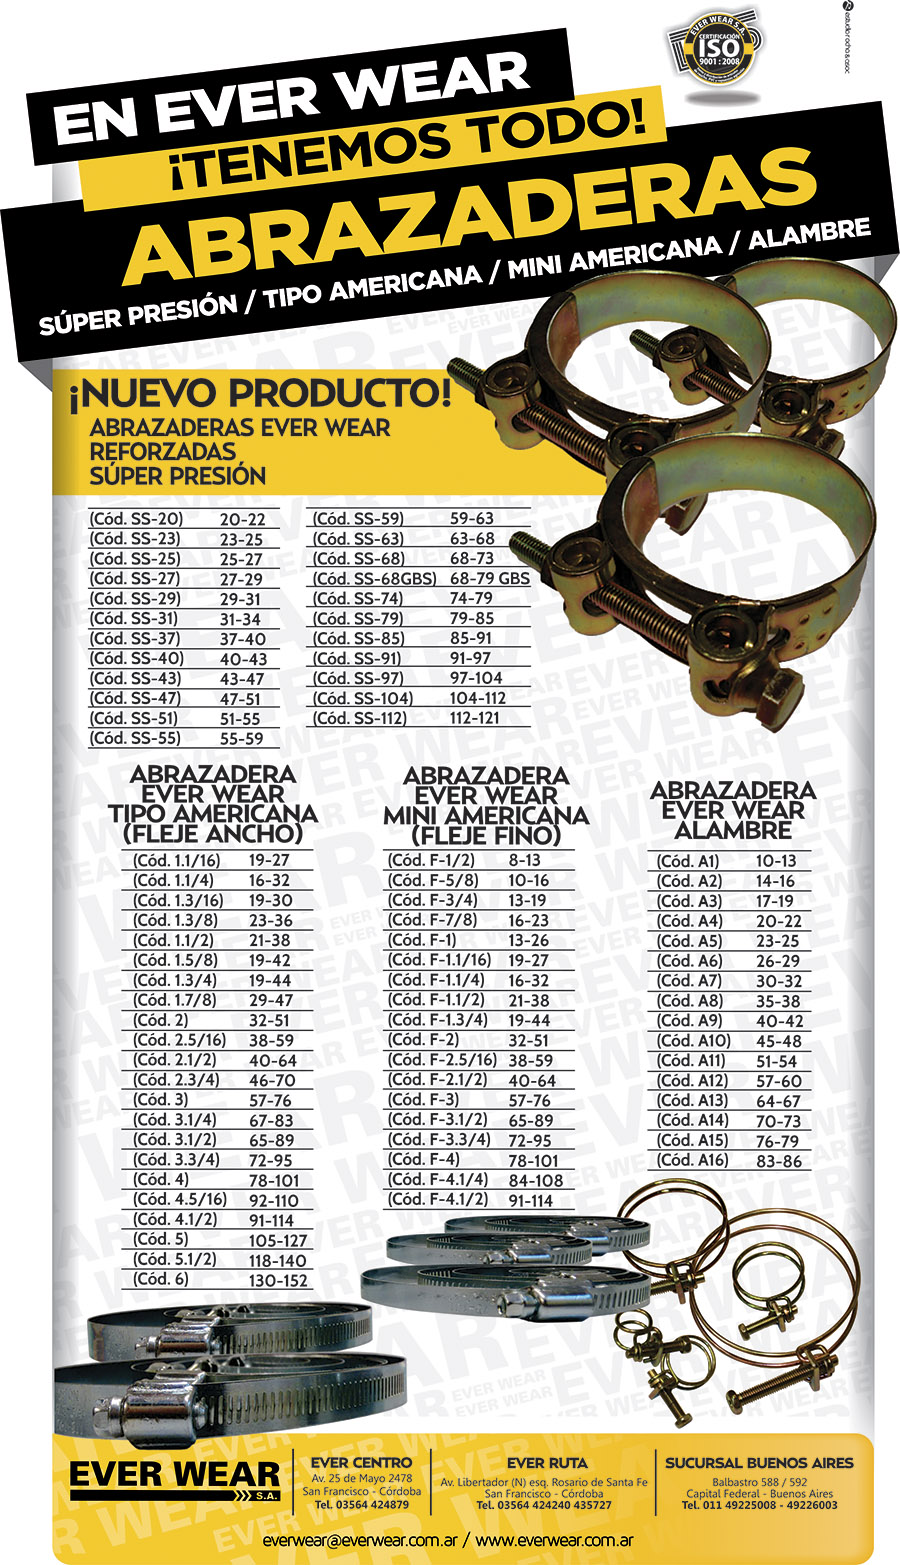 EVER WEAR S.A.
CERTIFICACIÓN
ISO
9001 : 2008
estudio rocha & asoc
EN EVER WEAR
¡TENEMOS TODO!
ABRAZADERAS
SÚPER PRESIÓN / TIPO AMERICANA / MINI AMERICANA / ALAMBRE
¡NUEVO PRODUCTO!
ABRAZADERAS EVER WEAR
REFORZADAS
SÚPER PRESIÓN
(Cód. SS-20) 20-22
(Cód. SS-23) 23-25
(Cód. SS-25) 25-27
(Cód. SS-27) 27-29
(Cód. SS-29) 29-31
(Cód. SS-31) 31-34
(Cód. SS-37) 37-40
(Cód. SS-40) 40-43
(Cód. SS-43) 43-47
(Cód. SS-47) 47-51
(Cód. SS-51) 51-55
(Cód. SS-55) 55-59
(Cód. SS-59) 59-63
(Cód. SS-63) 63-68
(Cód. SS-68) 68-73
(Cód. SS-68GBS) 68-79 GBS
(Cód. SS-74) 74-79
(Cód. SS-79) 79-85
(Cód. SS-85) 85-91
(Cód. SS-91) 91-97
(Cód. SS-97) 97-104
(Cód. SS-104) 104-112
(Cód. SS-112) 112-121
ABRAZADERA
EVER WEAR
TIPO AMERICANA
(FLEJE ANCHO)
(Cód. 1.1/16) 19-27
(Cód. 1.1/4) 16-32
(Cód. 1.3/16) 19-30
(Cód. 1.3/8) 23-36
(Cód. 1.1/2) 21-38
(Cód. 1.5/8) 19-42
(Cód. 1.3/4) 19-44
(Cód. 1.7/8) 29-47
(Cód. 2) 32-51
(Cód. 2.5/16) 38-59
(Cód. 2.1/2) 40-64
(Cód. 2.3/4) 46-70
(Cód. 3) 57-76
(Cód. 3.1/4) 67-83
(Cód. 3.1/2) 65-89
(Cód. 3.3/4) 72-95
(Cód. 4) 78-101
(Cód. 4.5/16) 92-110
(Cód. 4.1/2) 91-114
(Cód. 5) 105-127
(Cód. 5.1/2) 118-140
(Cód. 6) 130-152
ABRAZADERA
EVER WEAR
MINI AMERICANA
(FLEJE FINO)
(Cód. F-1/2) 8-13
(Cód. F-5/8) 10-16
(Cód. F-3/4) 13-19
(Cód. F-7/8) 16-23
(Cód. F-1) 13-26
(Cód. F-1.1/16) 19-27
(Cód. F-1.1/4) 16-32
(Cód. F-1.1/2) 21-38
(Cód. F-1.3/4) 19-44
(Cód. F-2) 32-51
(Cód. F-2.5/16) 38-59
(Cód. F-2.1/2) 40-64
(Cód. F-3) 57-76
(Cód. F-3.1/2) 65-89
(Cód. F-3.3/4) 72-95
(Cód. F-4) 78-101
(Cód. F-4.1/4) 84-108
(Cód. F-4.1/2) 91-114
ABRAZADERA
EVER WEAR
ALAMBRE
(Cód. A1) 10-13
(Cód. A2) 14-16
(Cód. A3) 17-19
(Cód. A4) 20-22
(Cód. A5) 23-25
(Cód. A6) 26-29
(Cód. A7) 30-32
(Cód. A8) 35-38
(Cód. A9) 40-42
(Cód. A10) 45-48
(Cód. A11) 51-54
(Cód. A12) 57-60
(Cód. A13) 64-67
(Cód. A14) 70-73
(Cód. A15) 76-79
(Cód. A16) 83-86
EVER WEAR
S.A.
EVER CENTRO
Av. 25 de Mayo 2478
San Francisco - Córdoba
Tel. 03564 424879
EVER RUTA
Av. Libertador (N) esq. Rosario de Santa Fe
San Francisco - Córdoba
Tel. 03564 424240 435727
SUCURSAL BUENOS AIRES
Balbastro 588 / 592
Capital Federal - Buenos Aires
Tel. 011 49225008 - 49226003
everwear@everwear.com.ar / www.everwear.com.ar